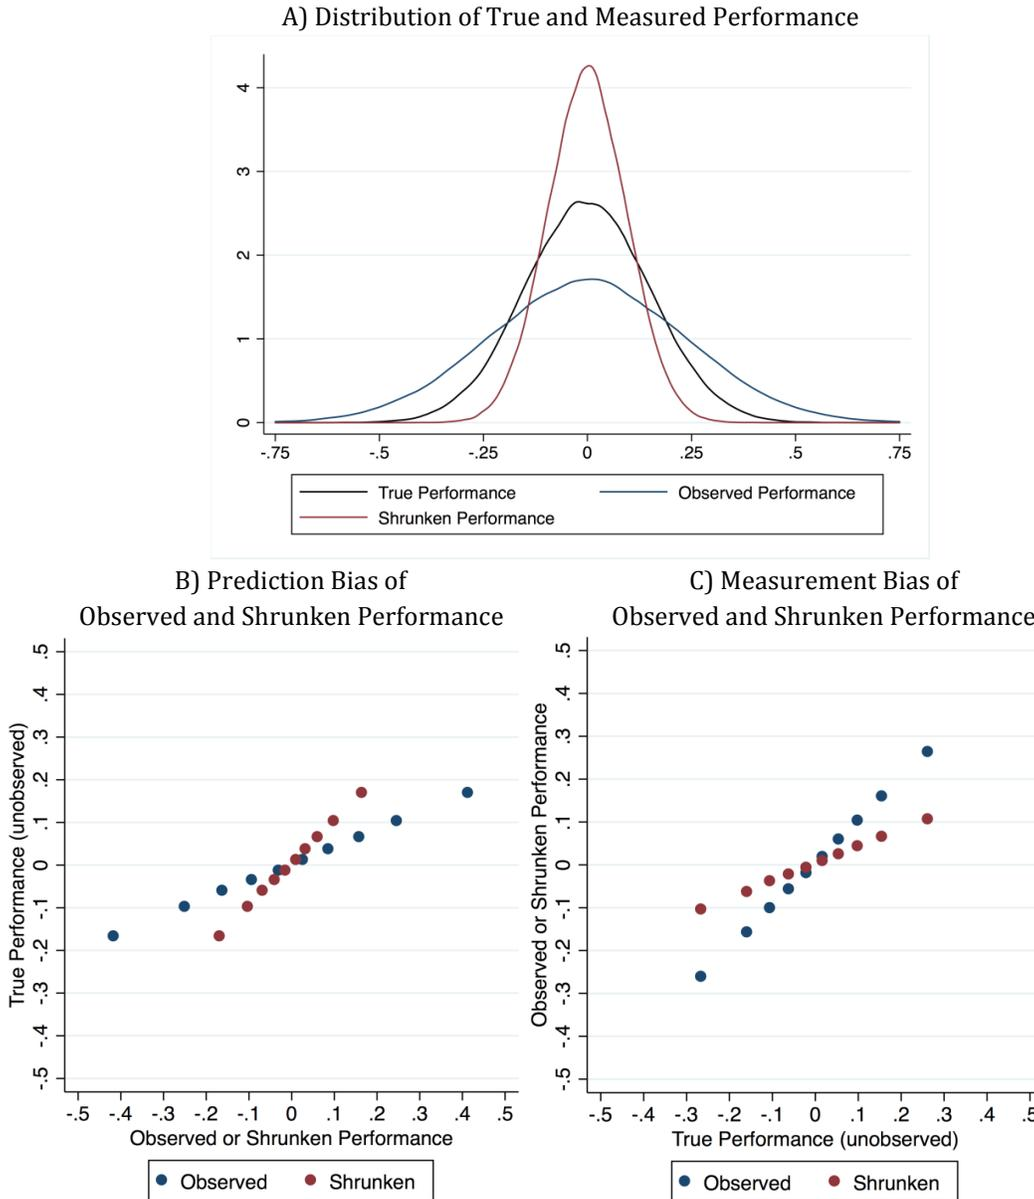 A) Distribution of True and Measured Performance
4
3
2
1
0
-.75 -.5 -.25 0 .25 .5 .75
True Performance Observed Performance
Shrunken Performance
B) Prediction Bias of
Observed and Shrunken Performance
True Performance (unobserved)
.5
.4
.3
.2
.1
0
-.1
-.2
-.3
-.4
-.5
-.5 -.4 -.3 -.2 -.1 0 .1 .2 .3 .4 .5
Observed or Shrunken Performance
Observed Shrunken
C) Measurement Bias of
Observed and Shrunken Performance
Observed or Shrunken Performance
.5
.4
.3
.2
.1
0
-.1
-.2
-.3
-.4
-.5
-.5 -.4 -.3 -.2 -.1 0 .1 .2 .3 .4 .5
True Performance (unobserved)
Observed Shrunken